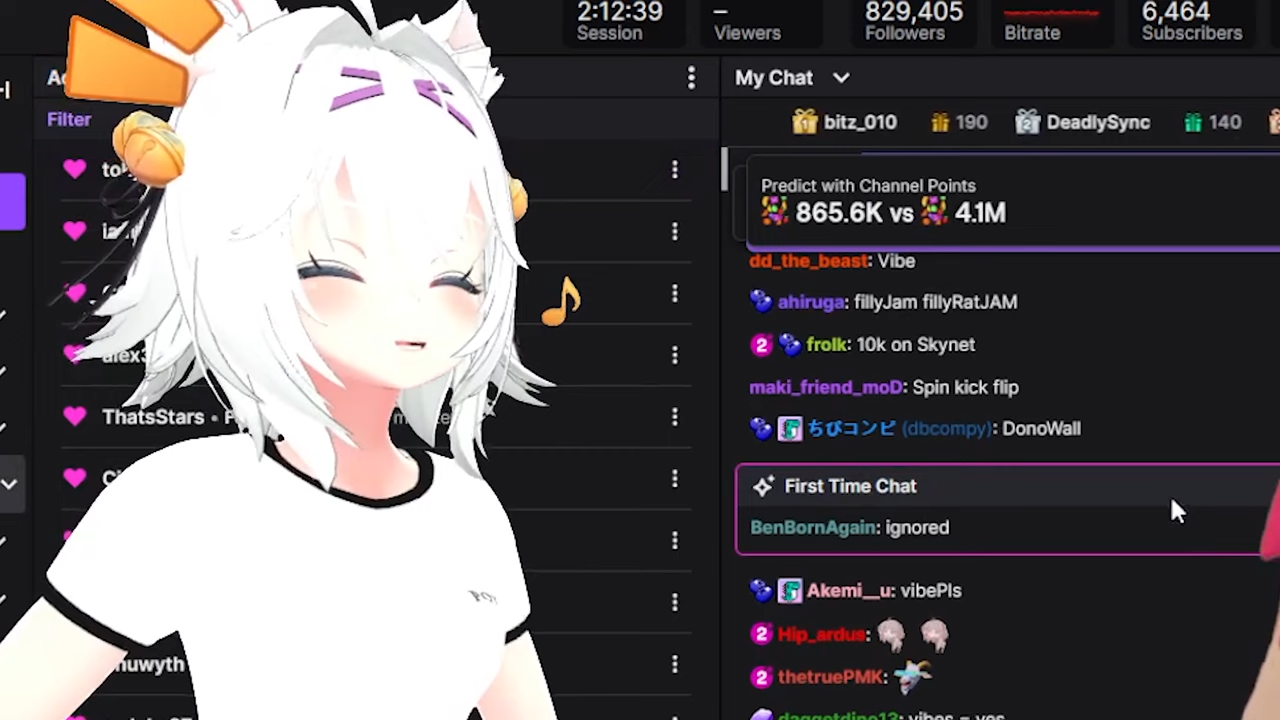 2:12:39
Session
–
Viewers
829,405
Followers
Bitrate
6,464
Subscribers
My Chat
bitz_010 190 DeadlySync 140
Filter
Predict with Channel Points
865.6K vs 4.1M
dd_the_beast: Vibe
ahiruga: fillyJam fillyRatJAM
frolk: 10k on Skynet
maki_friend_moD: Spin kick flip
ThatsStars •
ちびコンピ (dbcompy): DonoWall
First Time Chat
BenBornAgain: ignored
Akemi__u: vibePls
Hip_ardus:
thetruePMK:
daggetdino13: vibes = yes